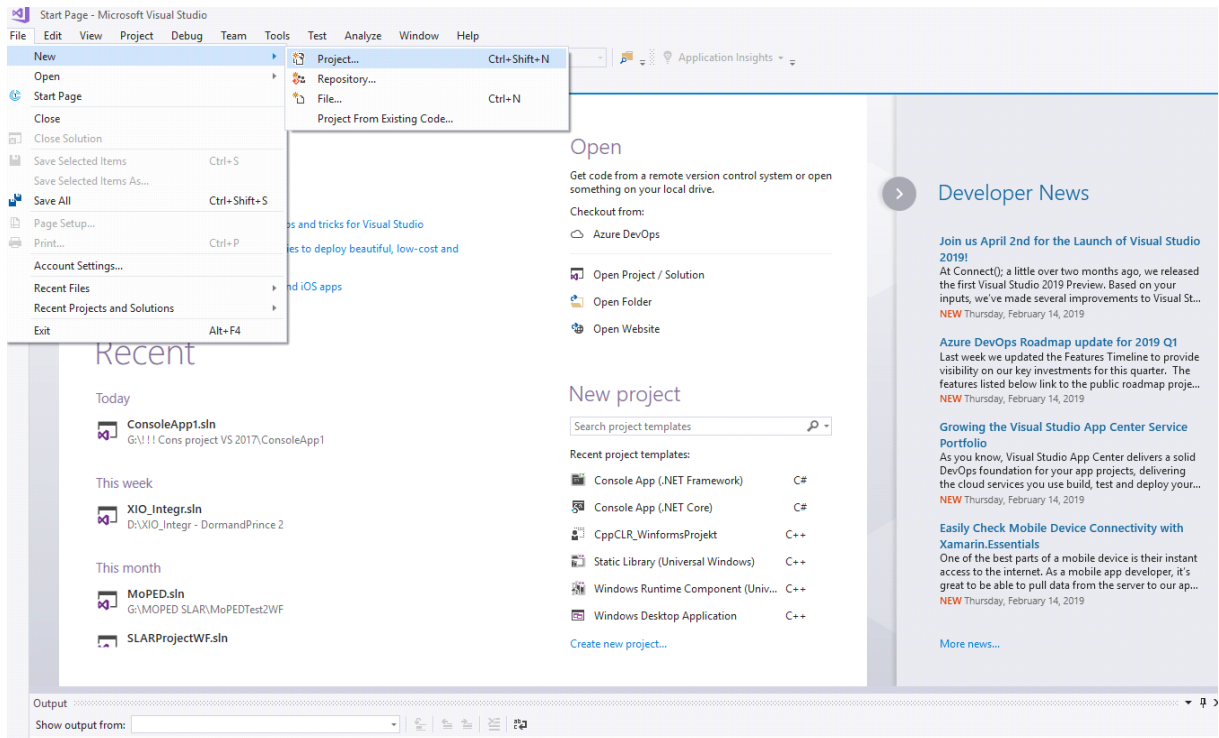 Start Page - Microsoft Visual Studio
File Edit View Project Debug Team Tools Test Analyze Window Help
New
Open
Start Page
Close
Close Solution
Save Selected Items Ctrl+S
Save Selected Items As...
Save All Ctrl+Shift+S
Page Setup...
Print... Ctrl+P
Account Settings...
Recent Files
Recent Projects and Solutions
Exit Alt+F4
Project... Ctrl+Shift+N
Repository...
File... Ctrl+N
Project From Existing Code...
Application Insights
and tricks for Visual Studio
to deploy beautiful, low-cost and
iOS apps
Recent
Today
ConsoleApp1.sln
G:\!!! Cons project VS 2017\ConsoleApp1
This week
XIO_Integr.sln
D:\XIO_Integr - DormandPrince 2
This month
MoPED.sln
G:\MOPED SLAR\MoPEDTest2WF
SLARProjectWF.sln
Open
Get code from a remote version control system or open
something on your local drive.
Checkout from:
Azure DevOps
Open Project / Solution
Open Folder
Open Website
New project
Search project templates
Recent project templates:
Console App (.NET Framework) C#
Console App (.NET Core) C#
CppCLR_WinformsProjekt C++
Static Library (Universal Windows) C++
Windows Runtime Component (Univ... C++
Windows Desktop Application C++
Create new project...
Developer News
Join us April 2nd for the Launch of Visual Studio
2019!
At Connect(); a little over two months ago, we released
the first Visual Studio 2019 Preview. Based on your
inputs, we've made several improvements to Visual St...
NEW Thursday, February 14, 2019
Azure DevOps Roadmap update for 2019 Q1
Last week we updated the Features Timeline to provide
visibility on our key investments for this quarter. The
features listed below link to the public roadmap proje...
NEW Thursday, February 14, 2019
Growing the Visual Studio App Center Service
Portfolio
As you know, Visual Studio App Center delivers a solid
DevOps foundation for your app projects, delivering
the cloud services you use build, test and deploy your...
NEW Thursday, February 14, 2019
Easily Check Mobile Device Connectivity with
Xamarin.Essentials
One of the best parts of a mobile device is their instant
access to the internet. As a mobile app developer, it's
great to be able to pull data from the server to our ap...
NEW Thursday, February 14, 2019
More news...
Output
Show output from: